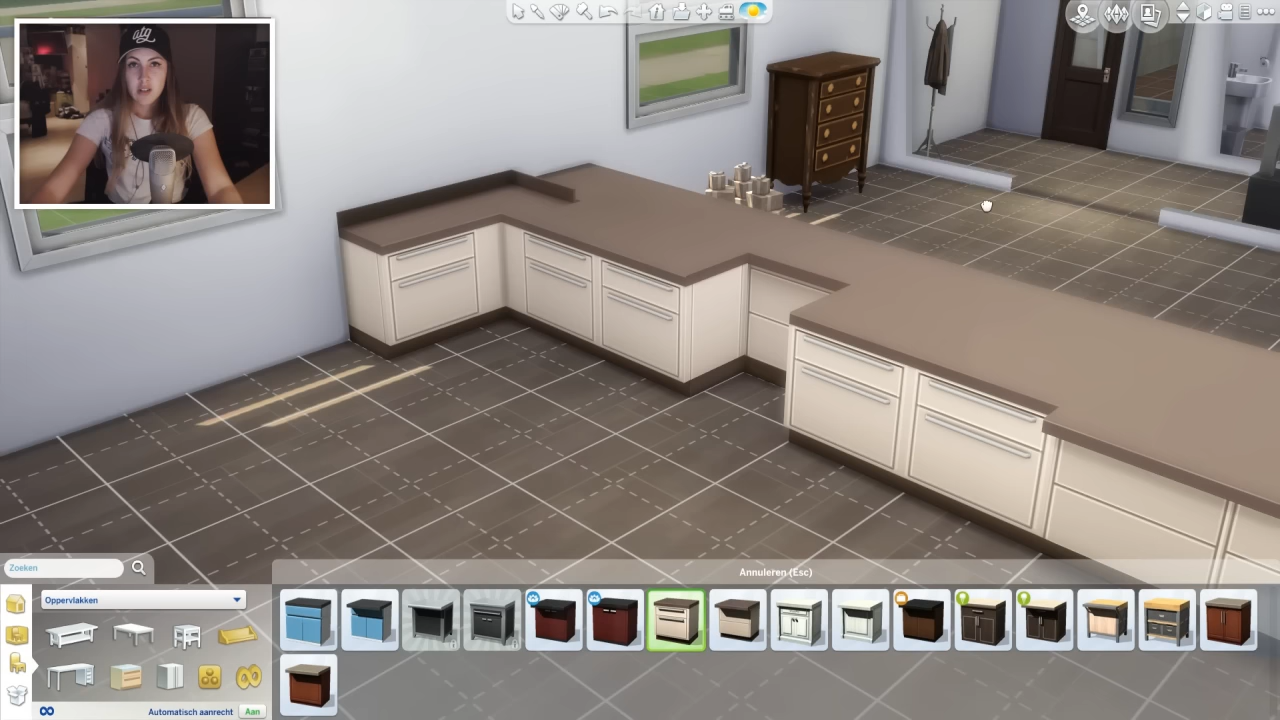 Zoeken
Annuleren (Esc)
Oppervlakken
Automatisch aanrecht
Aan